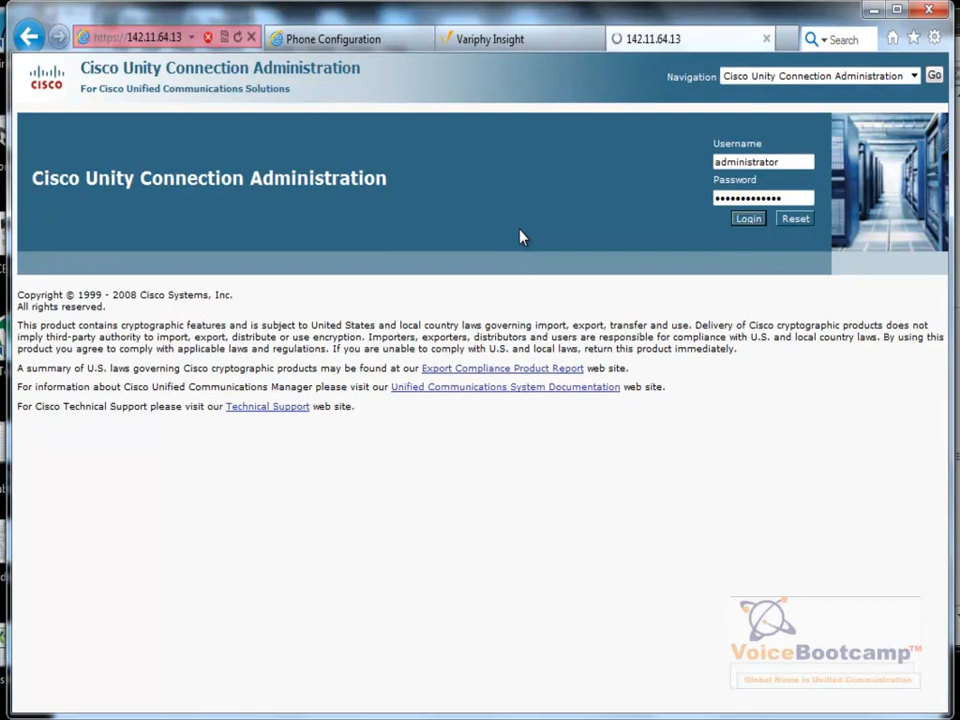 https://142.11.64.13
Phone Configuration
Variphy Insight
142.11.64.13
Search
CISCO
Cisco Unity Connection Administration
For Cisco Unified Communications Solutions
Navigation
Cisco Unity Connection Administration
Go
Cisco Unity Connection Administration
Username
administrator
Password
•••••••••••••
Login
Reset
Copyright © 1999 - 2008 Cisco Systems, Inc.
All rights reserved.
This product contains cryptographic features and is subject to United States and local country laws governing import, export, transfer and use. Delivery of Cisco cryptographic products does not
imply third-party authority to import, export, distribute or use encryption. Importers, exporters, distributors and users are responsible for compliance with U.S. and local country laws. By using this
product you agree to comply with applicable laws and regulations. If you are unable to comply with U.S. and local laws, return this product immediately.
A summary of U.S. laws governing Cisco cryptographic products may be found at our Export Compliance Product Report web site.
For information about Cisco Unified Communications Manager please visit our Unified Communications System Documentation web site.
For Cisco Technical Support please visit our Technical Support web site.
VoiceBootcamp™
Global Name in Unified Communication